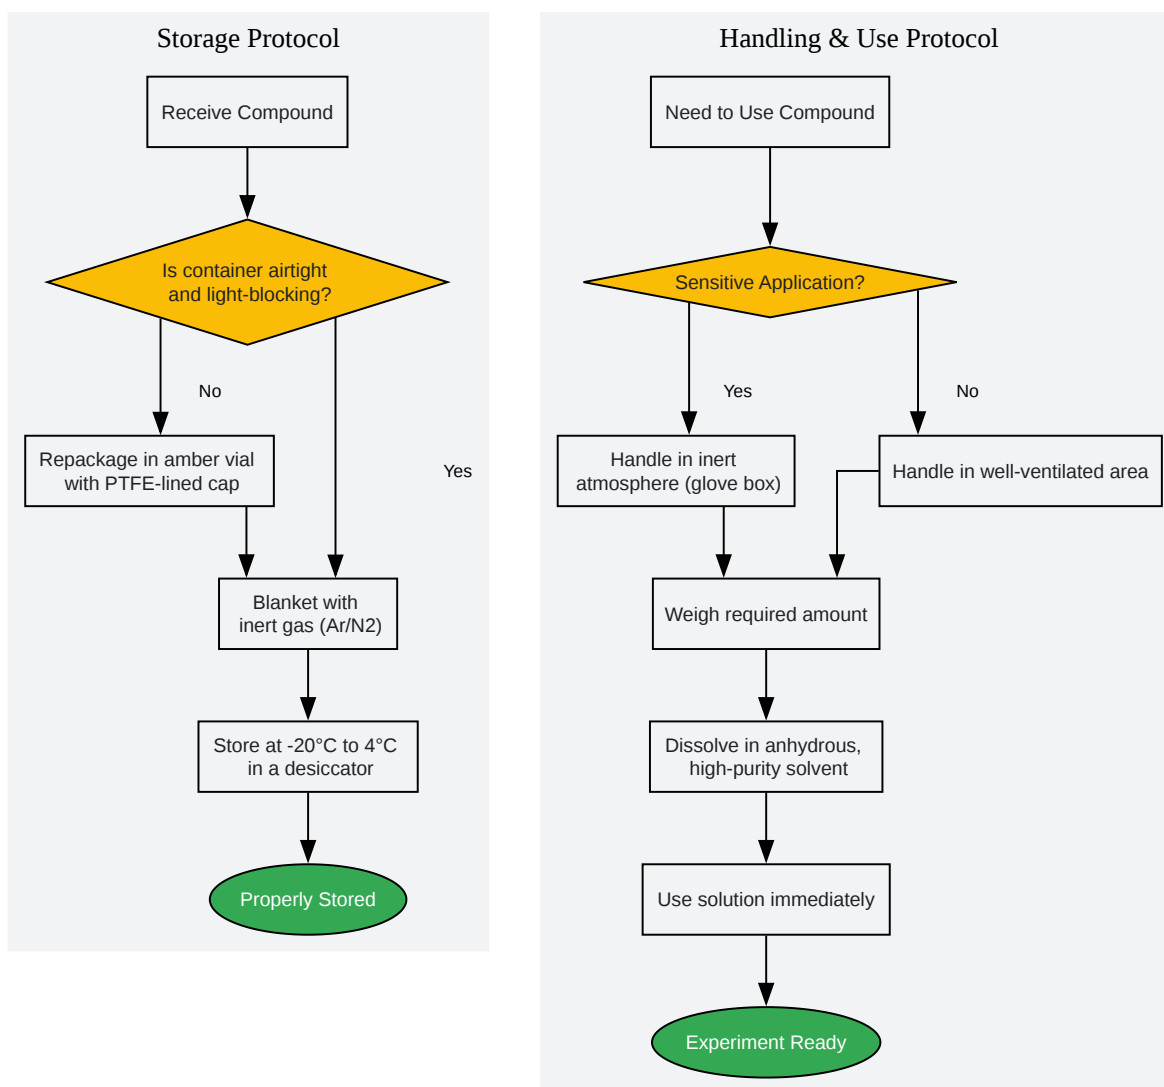 Storage Protocol
Receive Compound
Is container airtight
and light-blocking?
No
Yes
Repackage in amber vial
with PTFE-lined cap
Blanket with
inert gas (Ar/N2)
Store at -20°C to 4°C
in a desiccator
Properly Stored
Handling & Use Protocol
Need to Use Compound
Sensitive Application?
Yes
No
Handle in inert
atmosphere (glove box)
Handle in well-ventilated area
Weigh required amount
Dissolve in anhydrous,
high-purity solvent
Use solution immediately
Experiment Ready